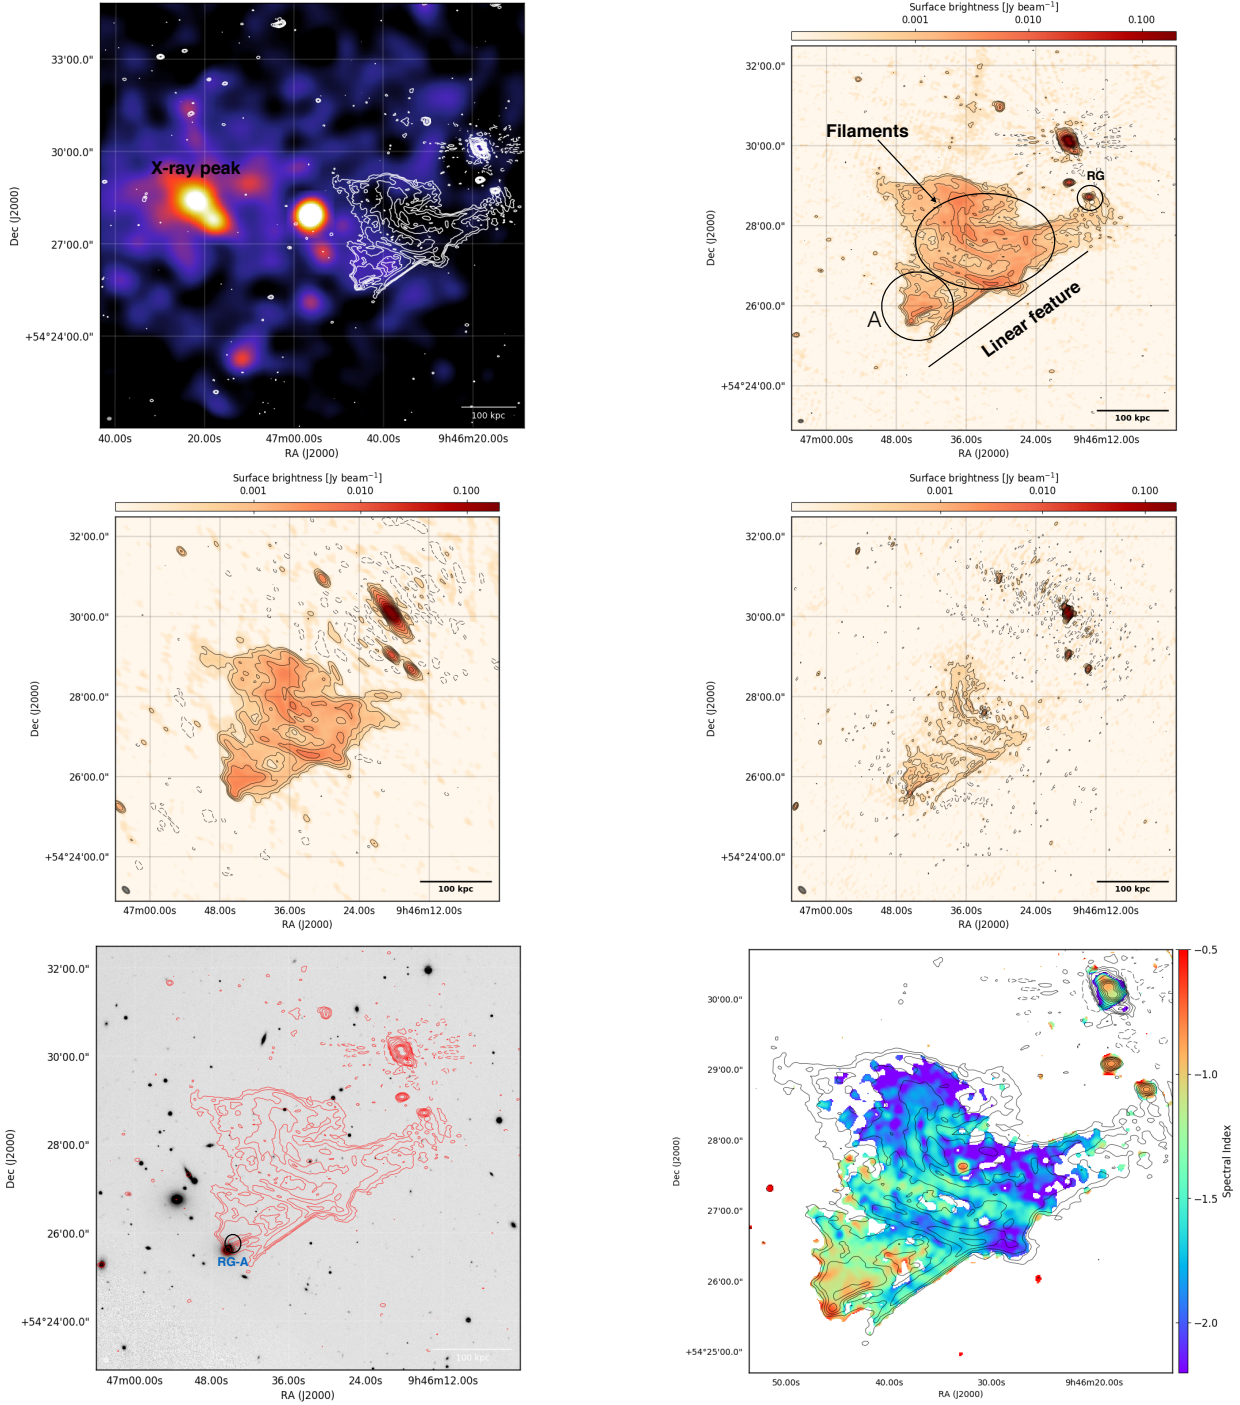 33'00.0"
30'00.0"
27'00.0"
+54°24'00.0"
Dec (J2000)
X-ray peak
100 kpc
40.00s 20.00s 47m00.00s 40.00s 9h46m20.00s
RA (J2000)
Surface brightness [Jy beam⁻¹]
0.001 0.010 0.100
32'00.0"
30'00.0"
28'00.0"
26'00.0"
+54°24'00.0"
Dec (J2000)
Filaments
RG
A
Linear feature
100 kpc
47m00.00s 48.00s 36.00s 24.00s 9h46m12.00s
RA (J2000)
Surface brightness [Jy beam⁻¹]
0.001 0.010 0.100
32'00.0"
30'00.0"
28'00.0"
26'00.0"
+54°24'00.0"
Dec (J2000)
100 kpc
47m00.00s 48.00s 36.00s 24.00s 9h46m12.00s
RA (J2000)
Surface brightness [Jy beam⁻¹]
0.001 0.010 0.100
32'00.0"
30'00.0"
28'00.0"
26'00.0"
+54°24'00.0"
Dec (J2000)
100 kpc
47m00.00s 48.00s 36.00s 24.00s 9h46m12.00s
RA (J2000)
32'00.0"
30'00.0"
28'00.0"
26'00.0"
+54°24'00.0"
Dec (J2000)
RG-A
100 kpc
47m00.00s 48.00s 36.00s 24.00s 9h46m12.00s
RA (J2000)
30'00.0"
29'00.0"
28'00.0"
27'00.0"
26'00.0"
+54°25'00.0"
Dec (J2000)
50.00s 40.00s 30.00s 9h46m20.00s
RA (J2000)
−0.5
−1.0
−1.5
−2.0
Spectral Index